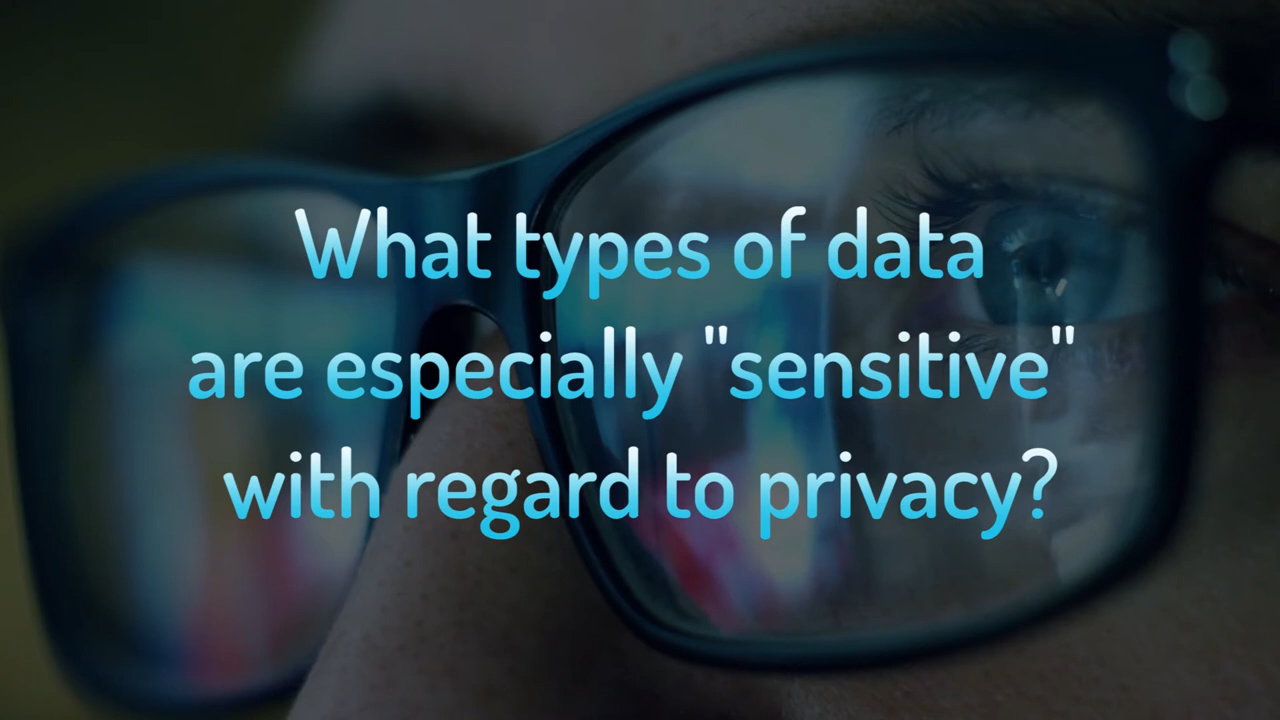 What types of data
are especially "sensitive"
with regard to privacy?